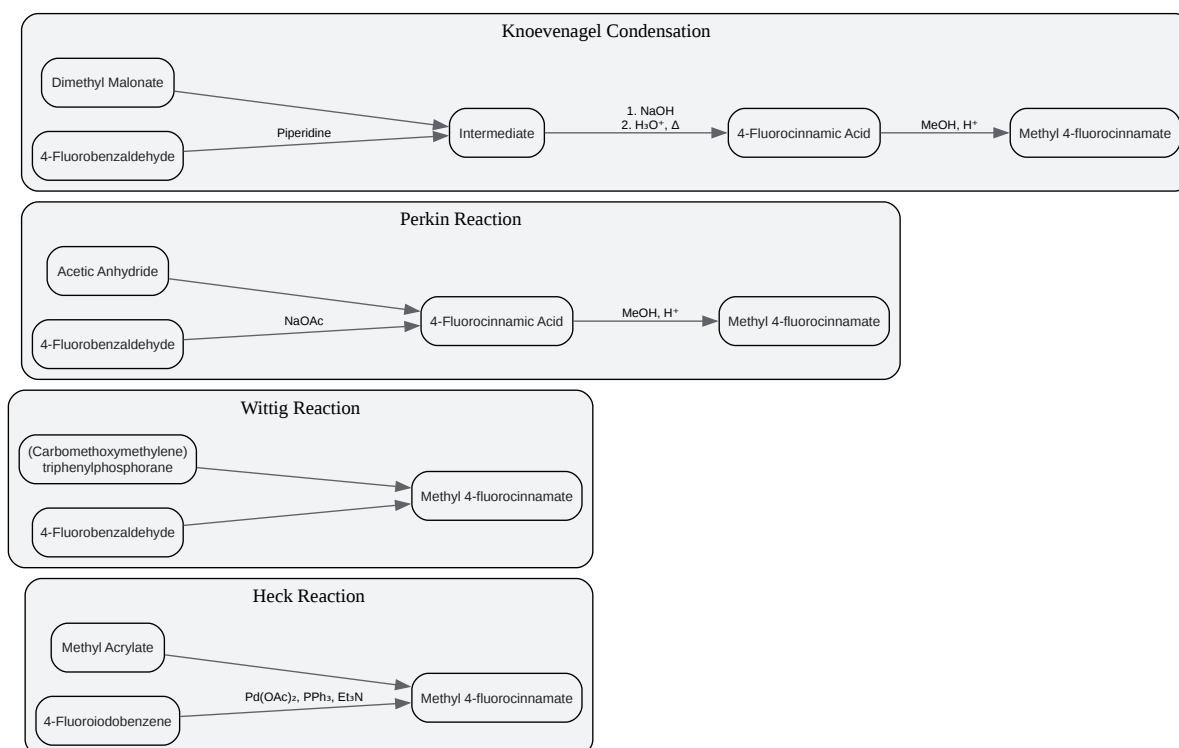 Knoevenagel Condensation
Dimethyl Malonate
4-Fluorobenzaldehyde
Piperidine
Intermediate
1. NaOH
2. H₃O⁺, Δ
4-Fluorocinnamic Acid
MeOH, H⁺
Methyl 4-fluorocinnamate
Perkin Reaction
Acetic Anhydride
4-Fluorobenzaldehyde
NaOAc
4-Fluorocinnamic Acid
MeOH, H⁺
Methyl 4-fluorocinnamate
Wittig Reaction
(Carbomethoxymethylene)
triphenylphosphorane
4-Fluorobenzaldehyde
Methyl 4-fluorocinnamate
Heck Reaction
Methyl Acrylate
4-Fluoroiodobenzene
Pd(OAc)₂, PPh₃, Et₃N
Methyl 4-fluorocinnamate